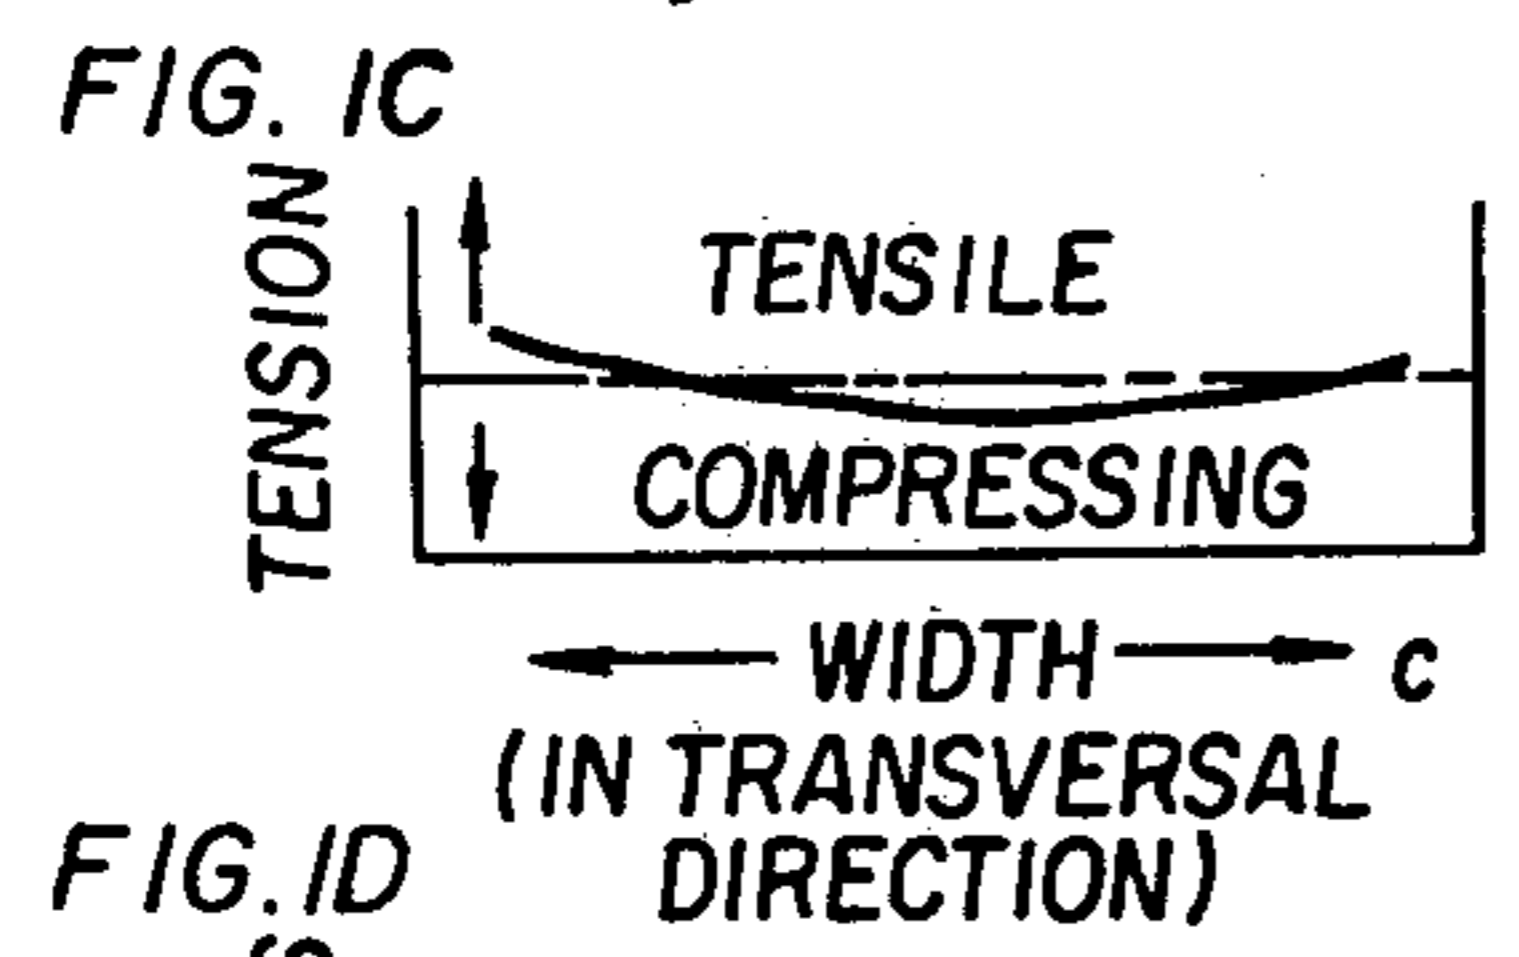 FIG. 1C
TENSION
TENSILE
COMPRESSING
WIDTH c
(IN TRANSVERSAL
DIRECTION)
FIG. 1D